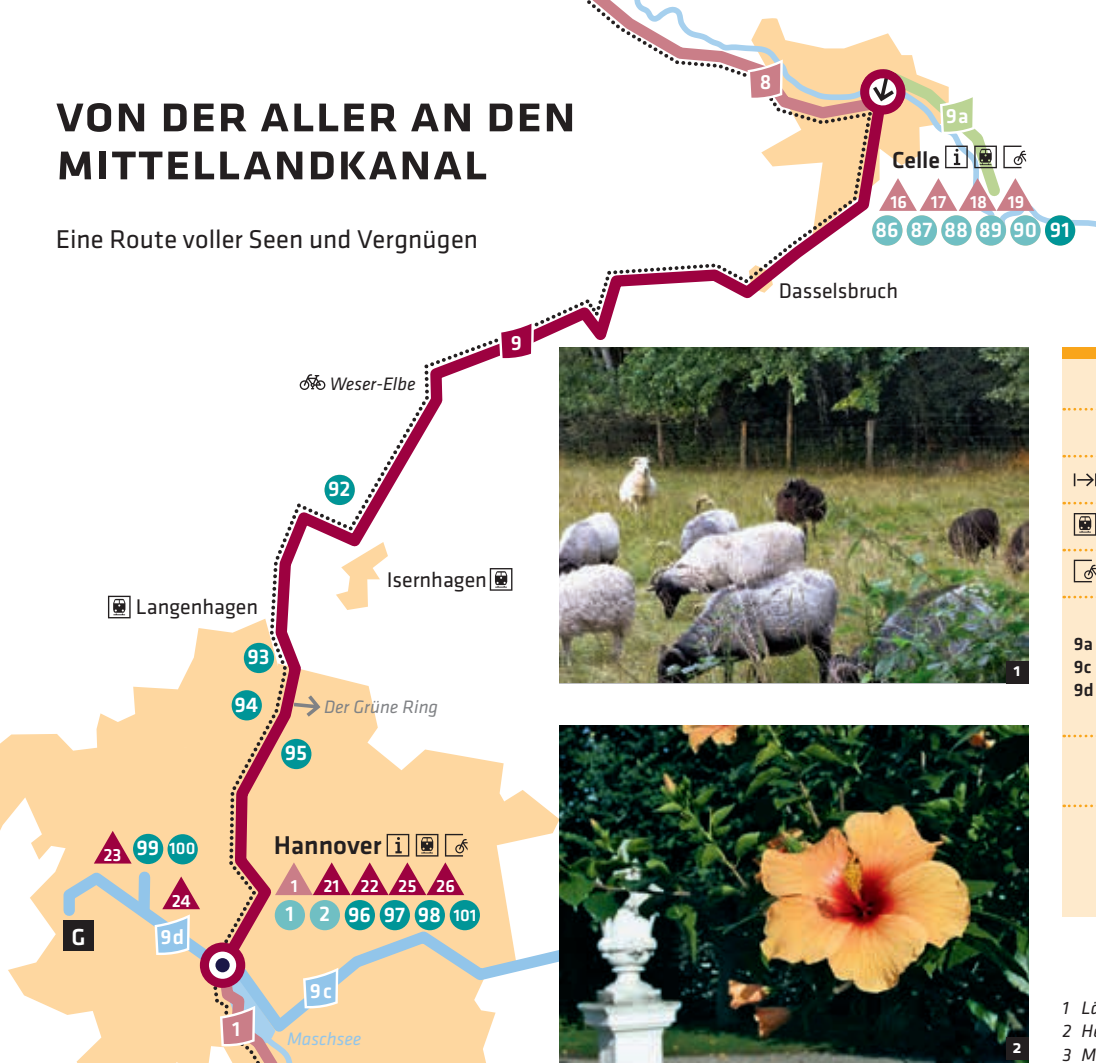 VON DER ALLER AN DEN
MITTELLANDKANAL
Eine Route voller Seen und Vergnügen
8
9a
Celle i
16 17 18 19
86 87 88 89 90 91
Dasselsbruch
9
Weser-Elbe
92
Isernhagen
Langenhagen
93
94
Der Grüne Ring
95
23 99 100
24
Hannover i
1 21 22 25 26
1 2 96 97 98 101
G
9d
9c
1
Maschsee
1
2
9a
9c
9d
1
2
3